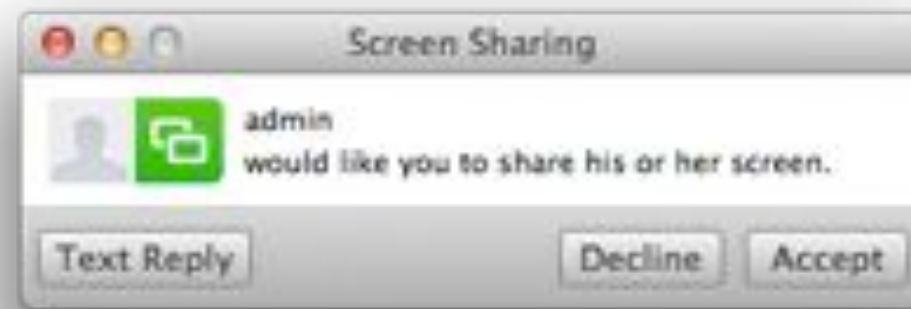 Screen Sharing
admin
would like you to share his or her screen.
Text Reply Decline Accept